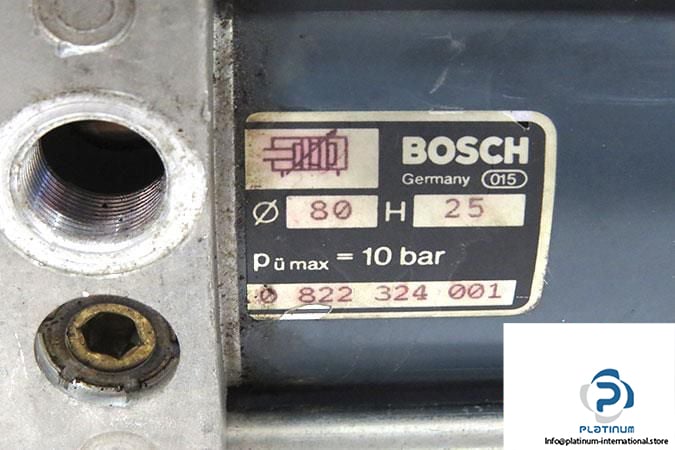 BOSCH
Germany 015
Ø 80 H 25
pü max = 10 bar
0 822 324 001
PLATINUM
Info@platinum-international.store